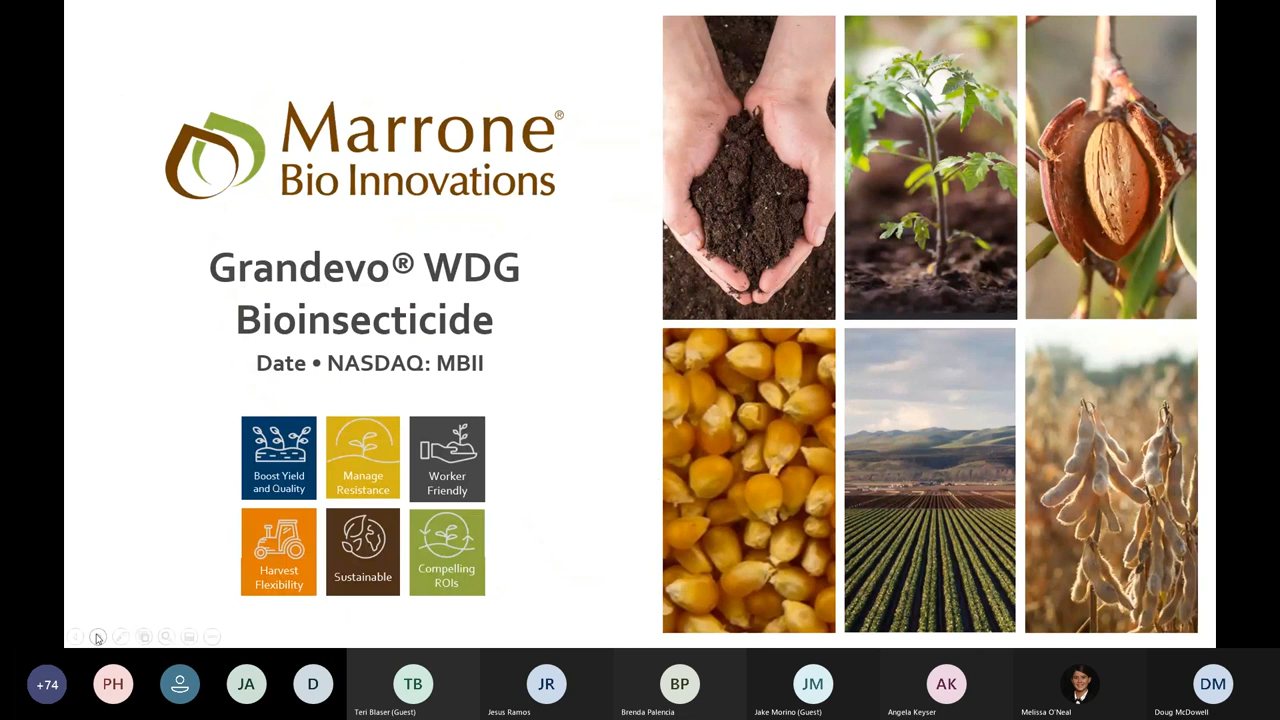 Marrone®
Bio Innovations
Grandevo® WDG
Bioinsecticide
Date • NASDAQ: MBII
Boost Yield
and Quality
Manage
Resistance
Worker
Friendly
Harvest
Flexibility
Sustainable
Compelling
ROIs
+74
PH
JA
D
TB
JR
BP
JM
AK
DM
Teri Blaser (Guest)
Jesus Ramos
Brenda Palencia
Jake Morino (Guest)
Angela Keyser
Melissa O'Neal
Doug McDowell